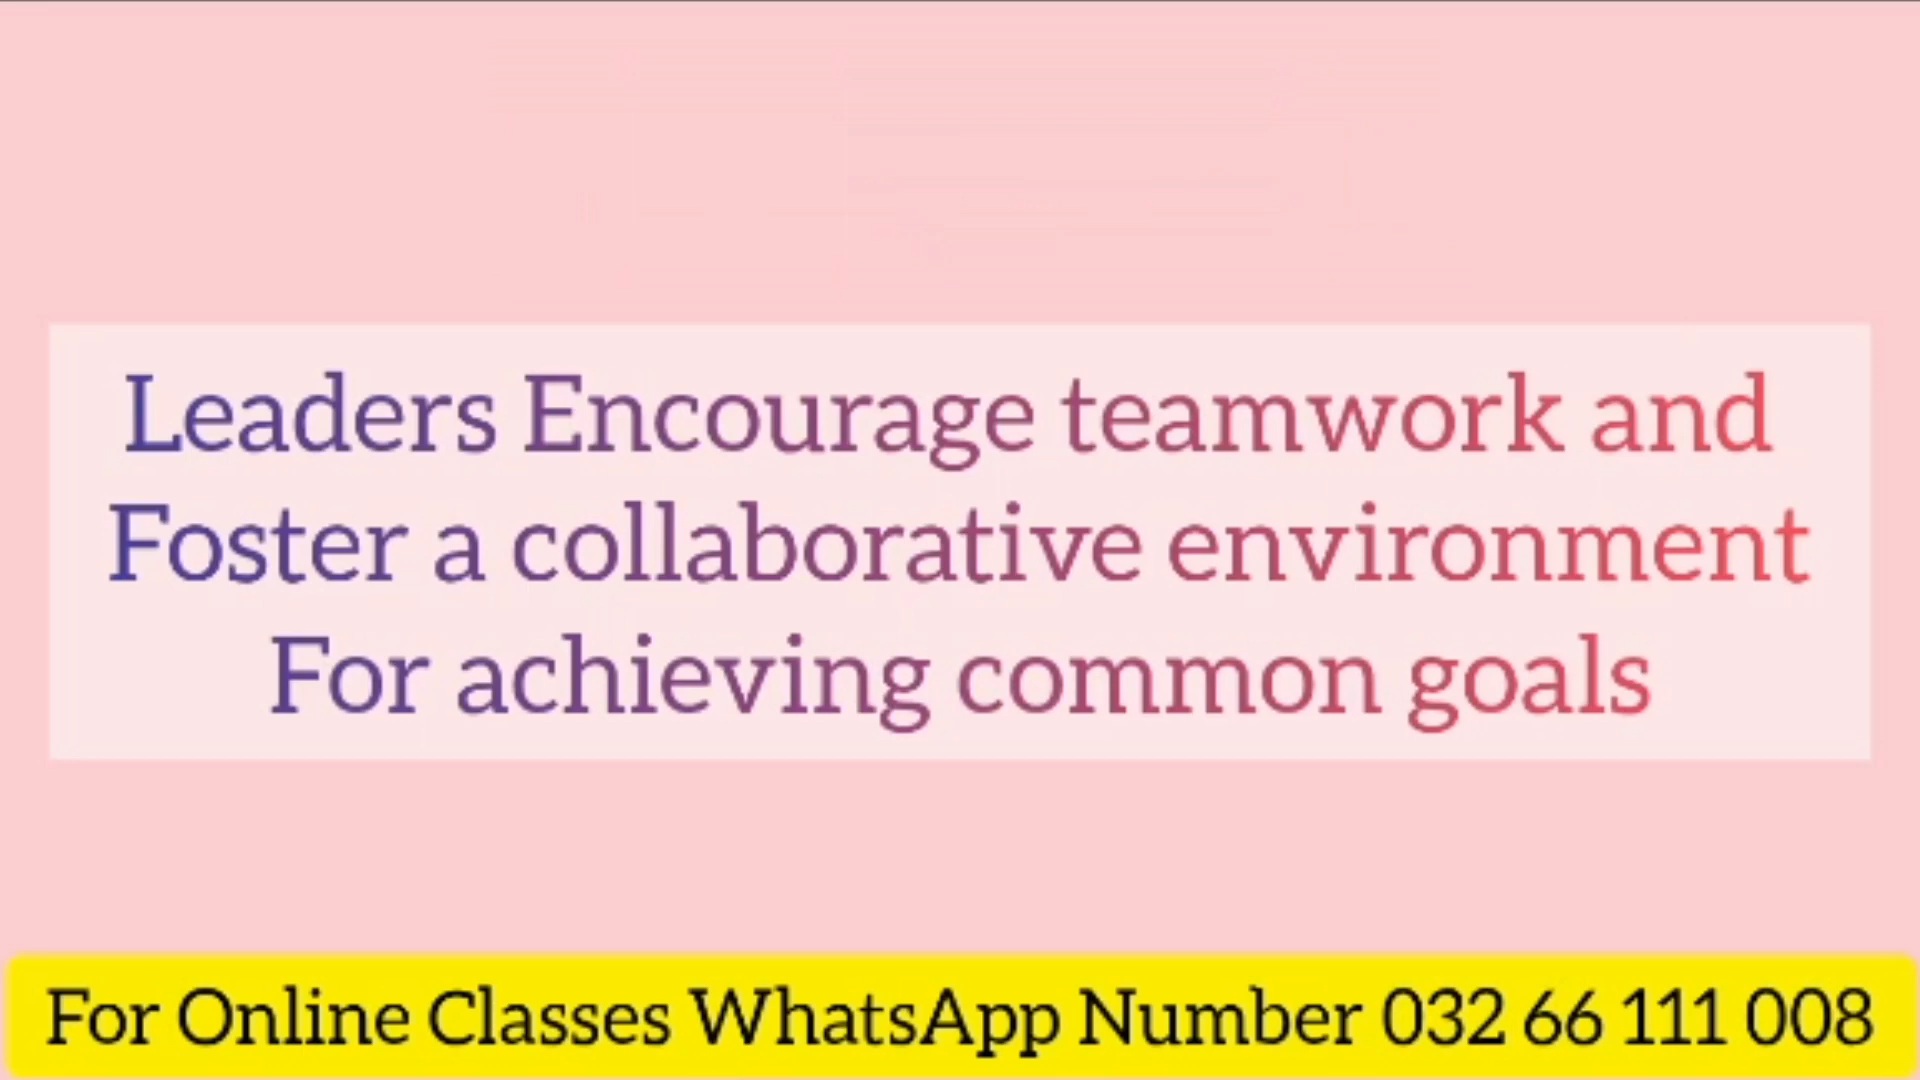 Leaders Encourage teamwork and
Foster a collaborative environment
For achieving common goals
For Online Classes WhatsApp Number 032 66 111 008